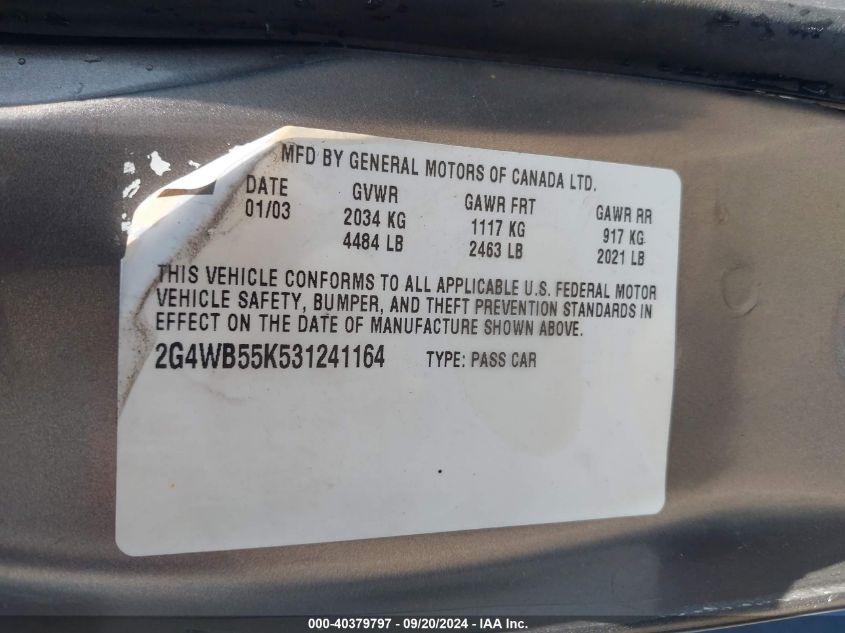 MFD BY GENERAL MOTORS OF CANADA LTD.
DATE GVWR GAWR FRT GAWR RR
01/03 2034 KG 1117 KG 917 KG
4484 LB 2463 LB 2021 LB
THIS VEHICLE CONFORMS TO ALL APPLICABLE U.S. FEDERAL MOTOR
VEHICLE SAFETY, BUMPER, AND THEFT PREVENTION STANDARDS IN
EFFECT ON THE DATE OF MANUFACTURE SHOWN ABOVE.
2G4WB55K531241164 TYPE: PASS CAR
000-40379797 - 09/20/2024 - IAA Inc.